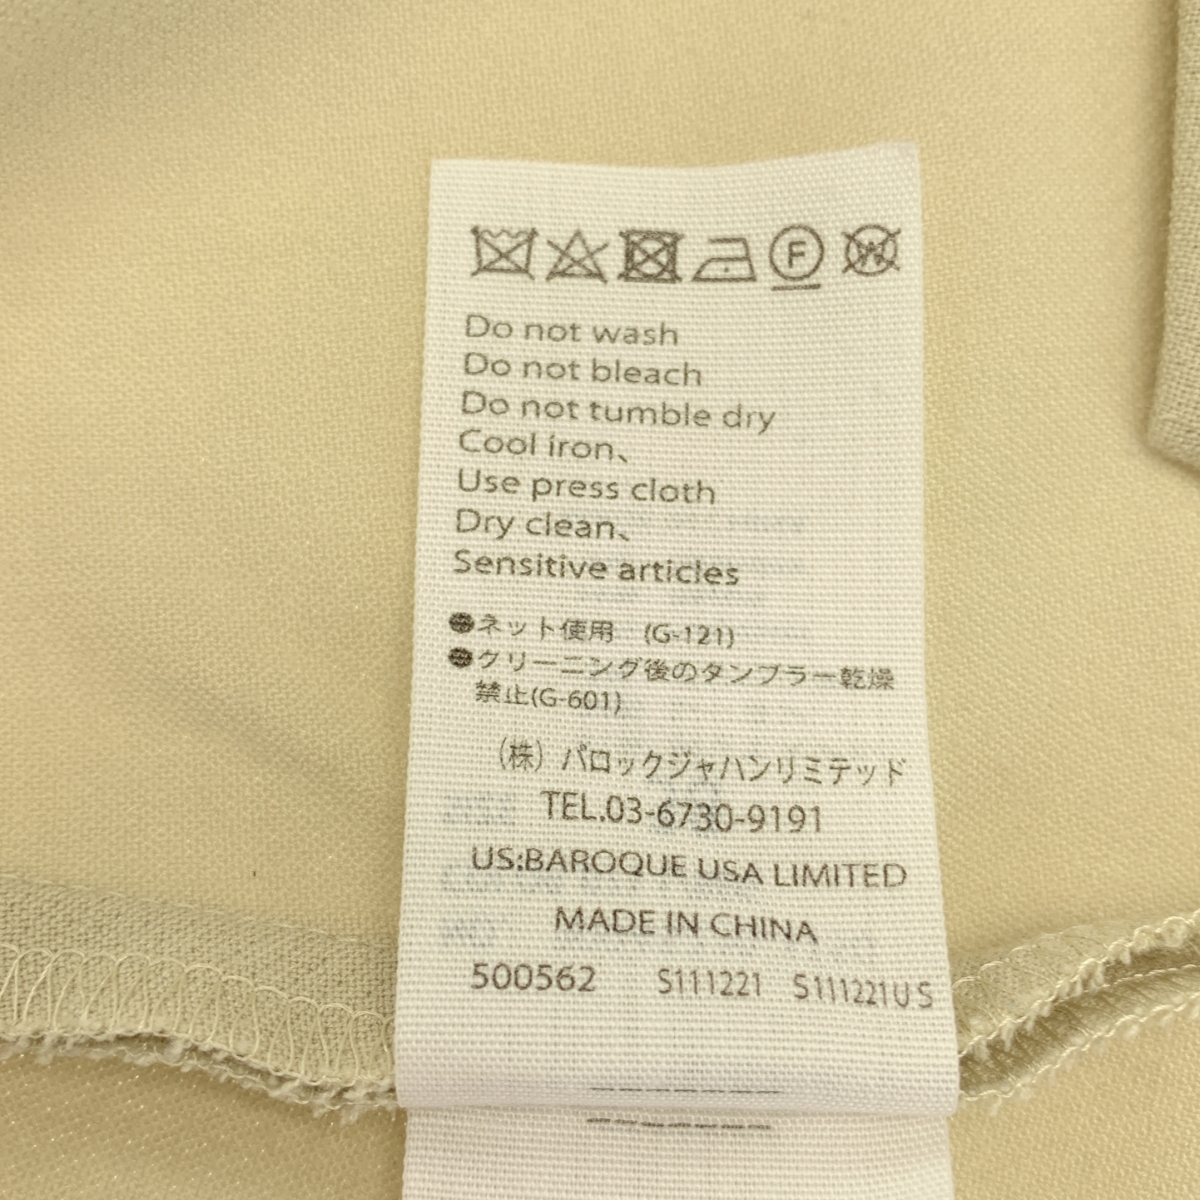 F W
Do not wash
Do not bleach
Do not tumble dry
Cool iron、
Use press cloth
Dry clean、
Sensitive articles
●ネット使用 (G-121)
●クリーニング後のタンブラー乾燥
禁止(G-601)
(株) バロックジャパンリミテッド
TEL.03-6730-9191
US:BAROQUE USA LIMITED
MADE IN CHINA
500562 S111221 S111221US